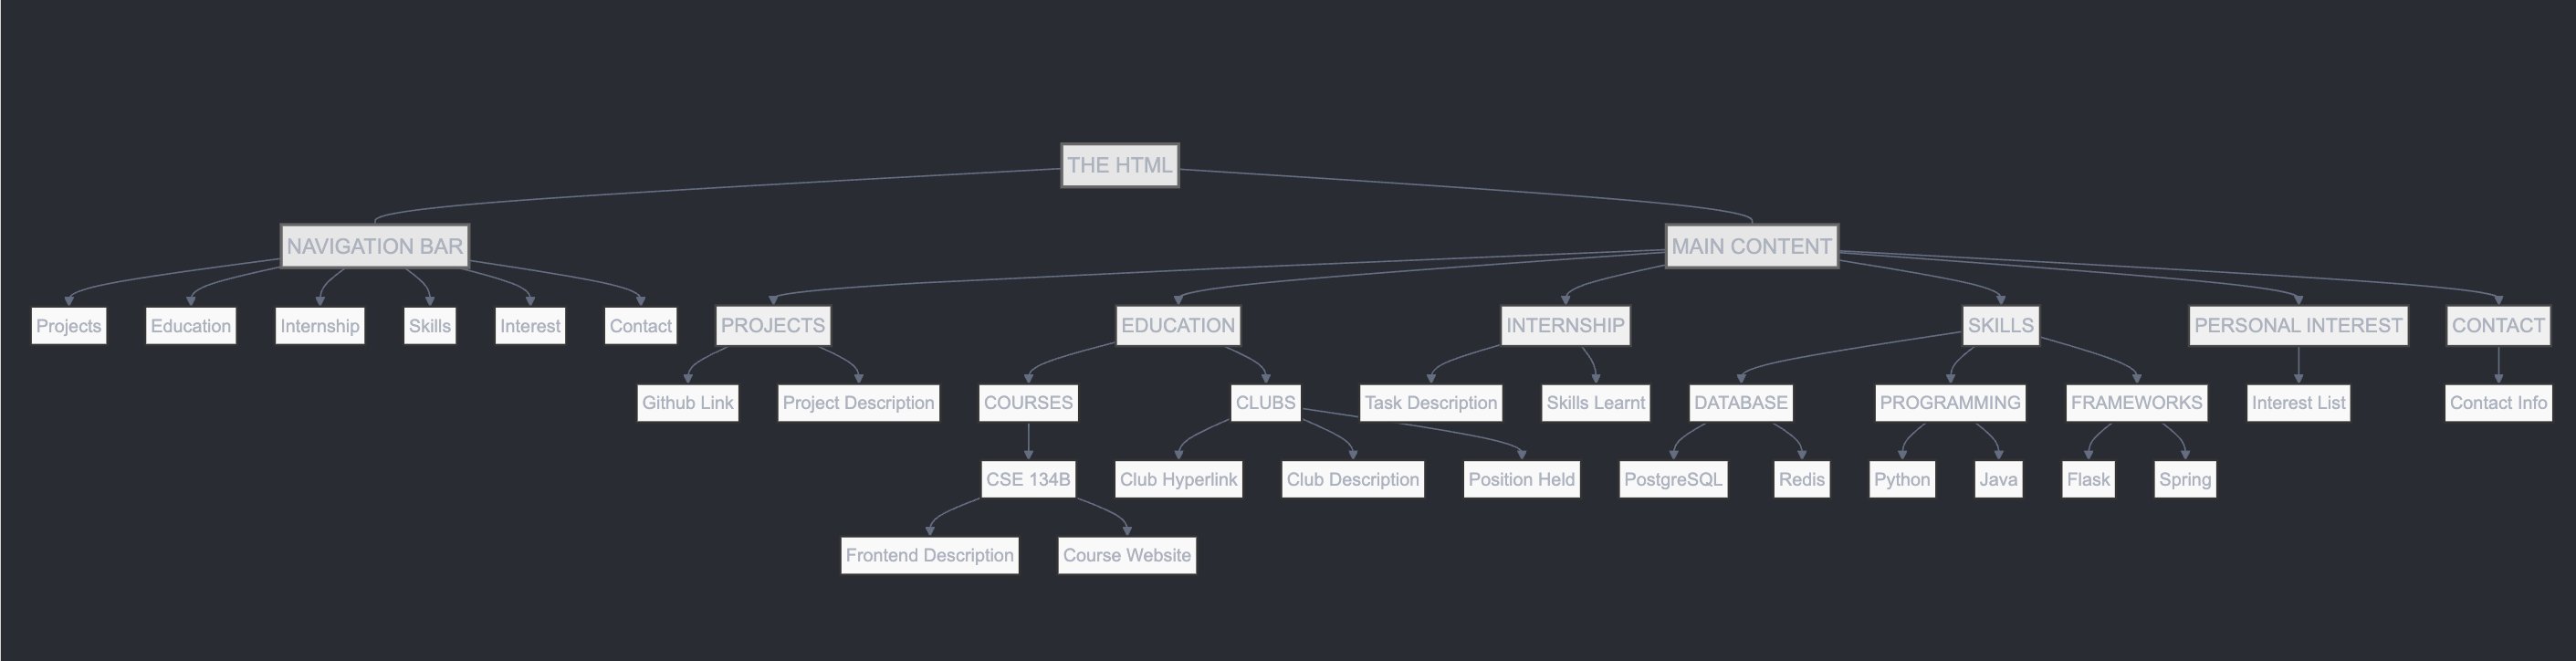 THE HTML
NAVIGATION BAR
MAIN CONTENT
Projects
Education
Internship
Skills
Interest
Contact
PROJECTS
EDUCATION
INTERNSHIP
SKILLS
PERSONAL INTEREST
CONTACT
Github Link
Project Description
COURSES
CLUBS
Task Description
Skills Learnt
DATABASE
PROGRAMMING
FRAMEWORKS
Interest List
Contact Info
CSE 134B
Club Hyperlink
Club Description
Position Held
PostgreSQL
Redis
Python
Java
Flask
Spring
Frontend Description
Course Website